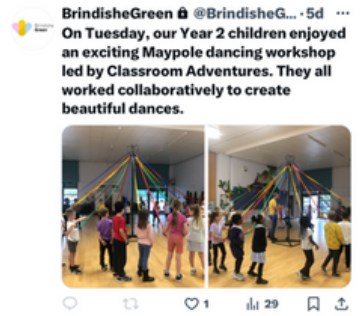 BrindisheGreen @BrindisheG... · 5d ···
On Tuesday, our Year 2 children enjoyed
an exciting Maypole dancing workshop
led by Classroom Adventures. They all
worked collaboratively to create
beautiful dances.
1 29